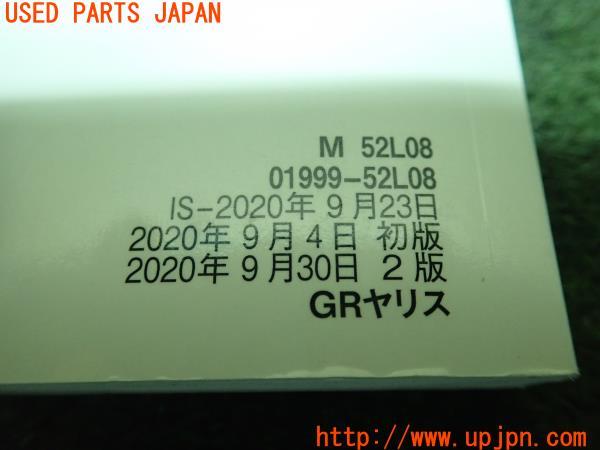 USED PARTS JAPAN
M 52L08
01999-52L08
IS-2020年 9月23日
2020年 9月 4日 初版
2020年 9月30日 2版
GRヤリス
http://www.upjpn.com/